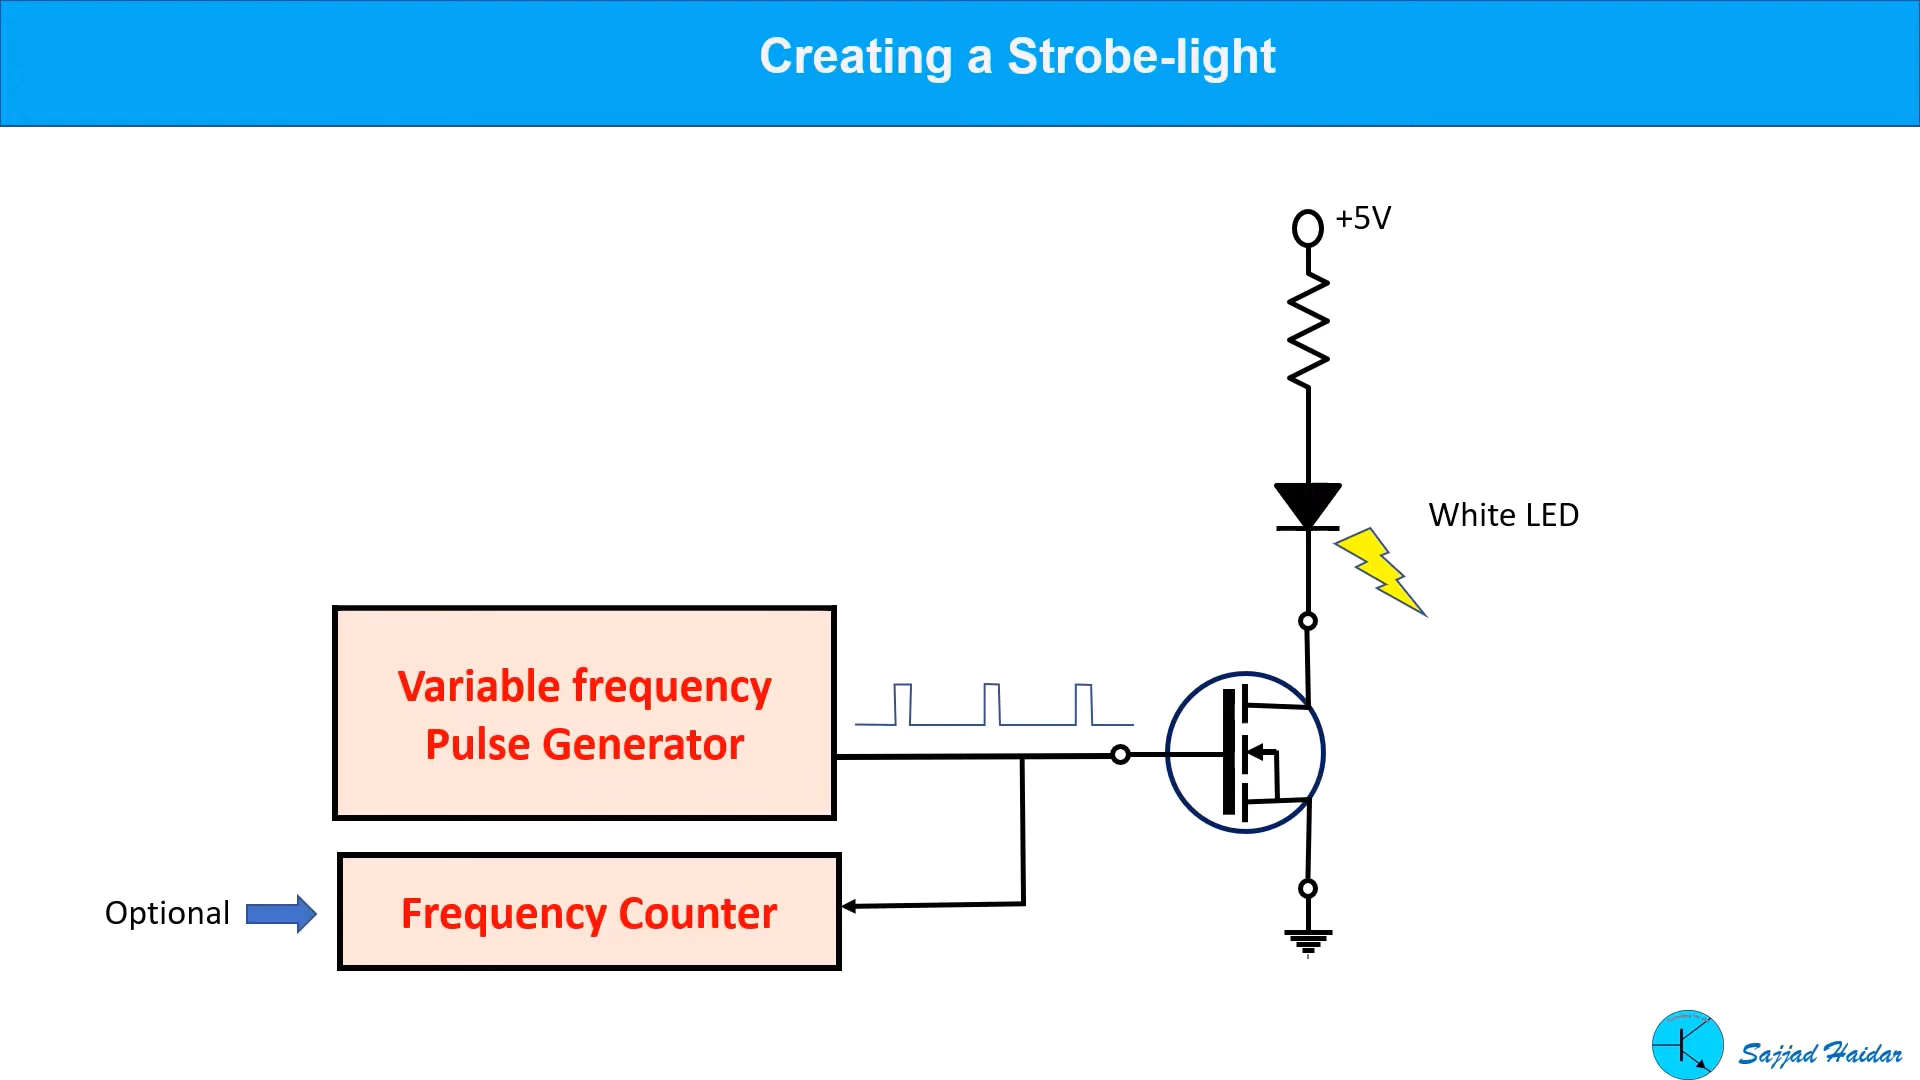 Creating a Strobe-light
+5V
White LED
Variable frequency
Pulse Generator
Optional
Frequency Counter
Sajjad Haidar